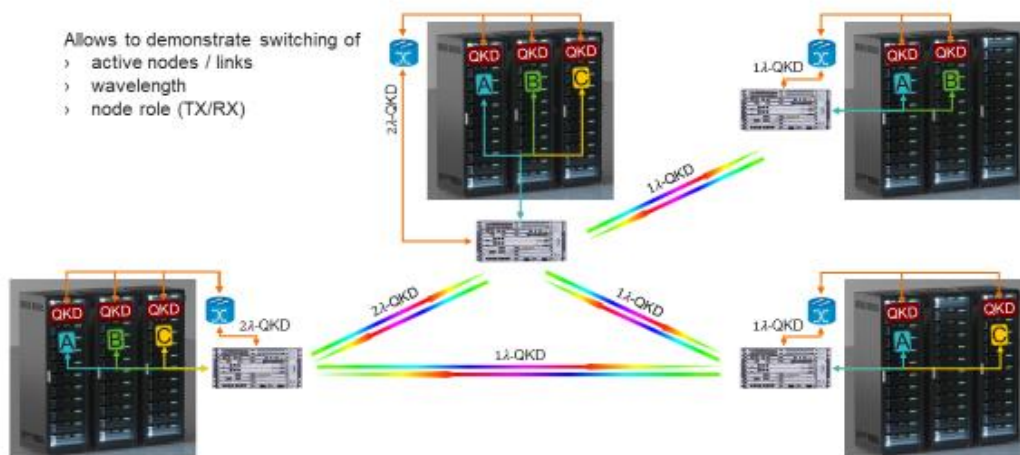 Allows to demonstrate switching of
› active nodes / links
› wavelength
› node role (TX/RX)
2λ-QKD
QKD QKD QKD
A B C
1λ-QKD
QKD QKD
A B
1λ-QKD
2λ-QKD
1λ-QKD
1λ-QKD
QKD QKD QKD
A B C
2λ-QKD
1λ-QKD
QKD QKD
A C